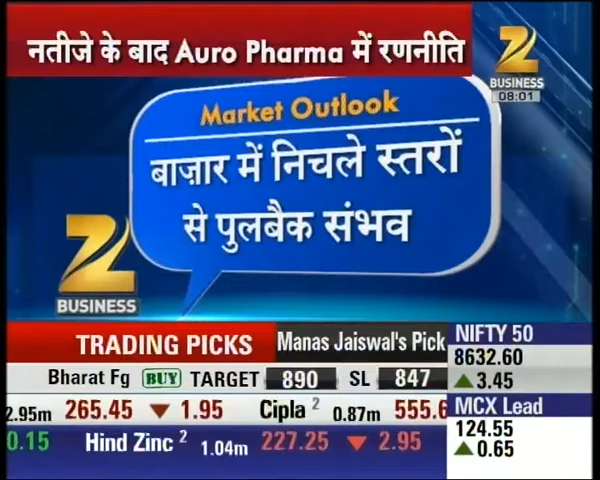 नतीजे के बाद Auro Pharma में रणनीति
Z
BUSINESS
08:01
Market Outlook
बाज़ार में निचले स्तरों
से पुलबैक संभव
Z
BUSINESS
TRADING PICKS
Manas Jaiswal's Pick
NIFTY 50
8632.60
3.45
Bharat Fg BUY TARGET 890 SL 847
2.95m 265.45 1.95 Cipla 2 0.87m 555.6
MCX Lead
124.55
0.65
0.15 Hind Zinc 2 1.04m 227.25 2.95